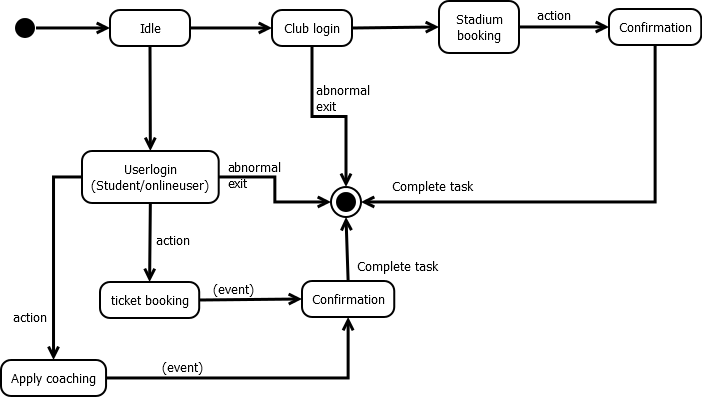 Idle
Club login
Stadium
booking
action
Confirmation
abnormal
exit
Userlogin
(Student/onlineuser)
abnormal
exit
Complete task
action
Complete task
ticket booking
(event)
Confirmation
action
Apply coaching
(event)